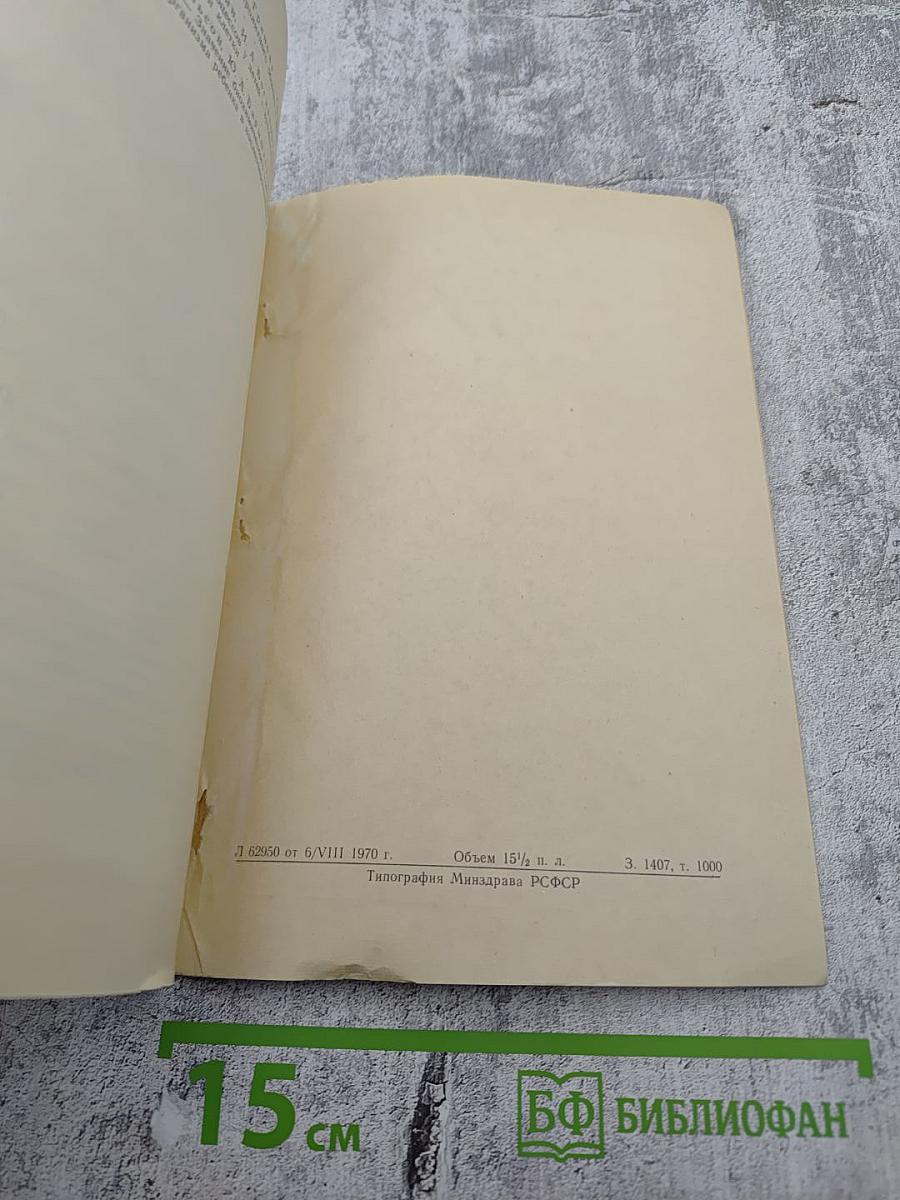 Л 62950 от 6/VIII 1970 г. Объем 15½ п. л. З. 1407, т. 1000
Типография Минздрава РСФСР
15 см
БФ БИБЛИОФАН